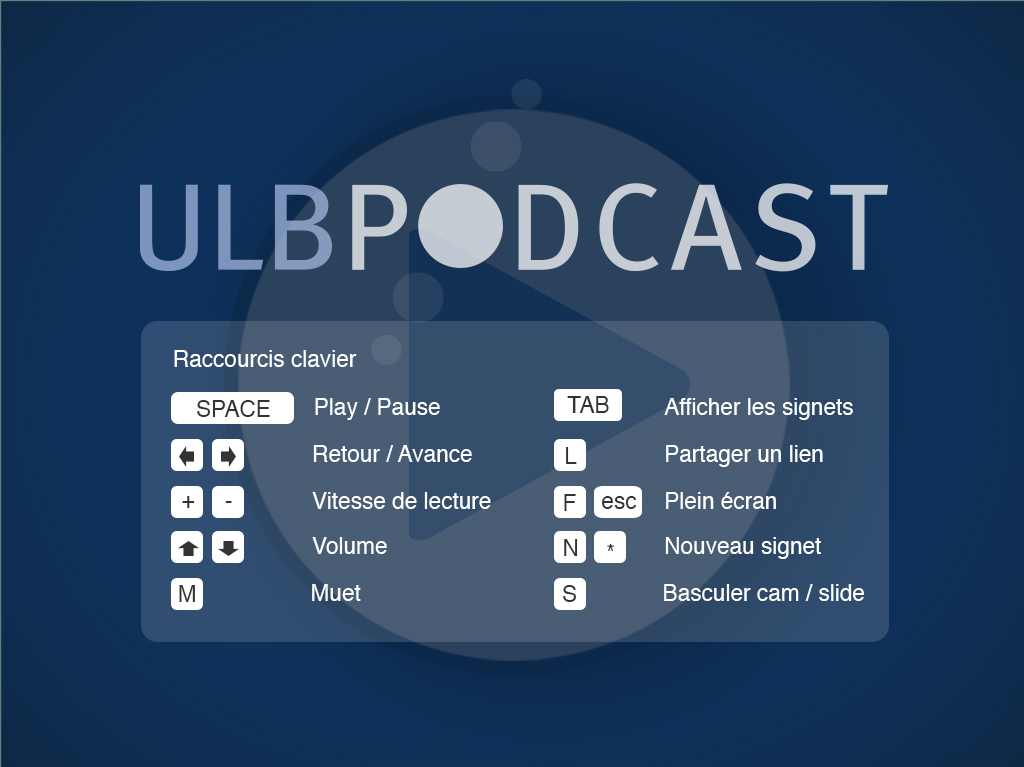 ULBPODCAST
Raccourcis clavier
SPACE Play / Pause
🡄 🡆 Retour / Avance
+ - Vitesse de lecture
🡅 🡇 Volume
M Muet
TAB Afficher les signets
L Partager un lien
F esc Plein écran
N * Nouveau signet
S Basculer cam / slide